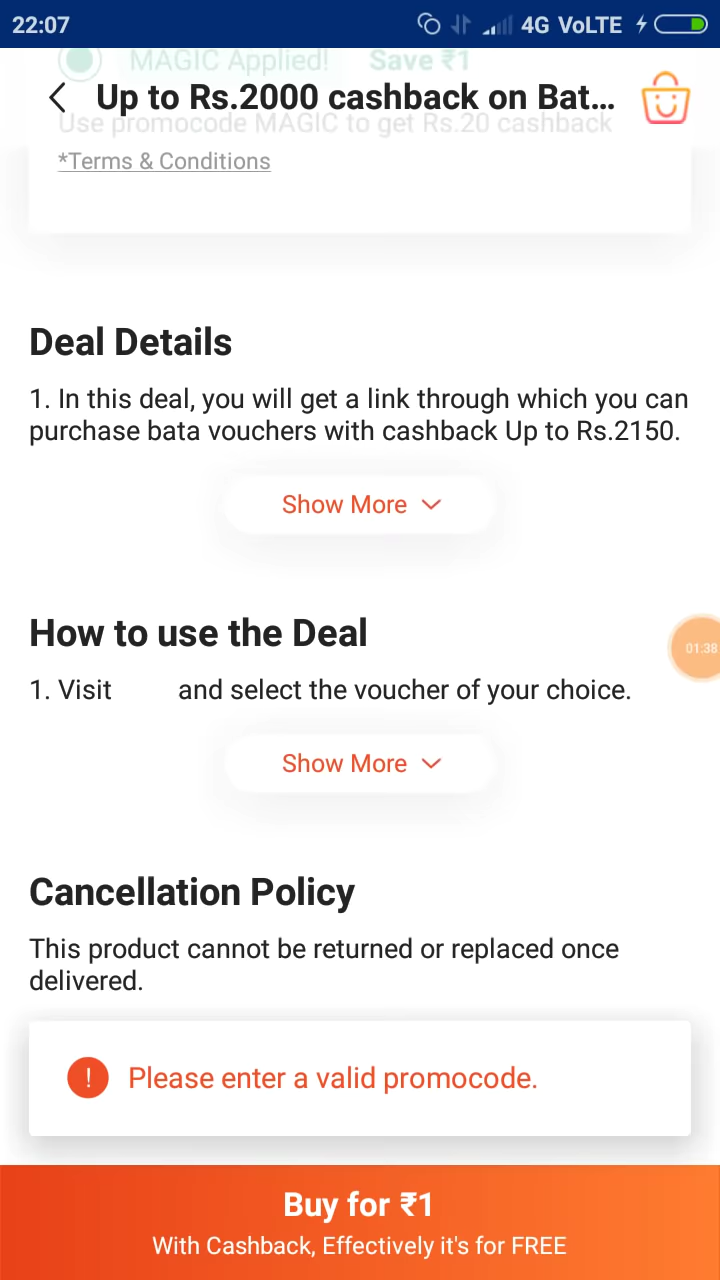 22:07
4G VoLTE
MAGIC Applied! Save ₹1
Up to Rs.2000 cashback on Bat...
Use promocode MAGIC to get Rs.20 cashback
*Terms & Conditions
Deal Details
1. In this deal, you will get a link through which you can
purchase bata vouchers with cashback Up to Rs.2150.
Show More
How to use the Deal
01:38
1. Visit and select the voucher of your choice.
Show More
Cancellation Policy
This product cannot be returned or replaced once
delivered.
! Please enter a valid promocode.
Buy for ₹1
With Cashback, Effectively it's for FREE